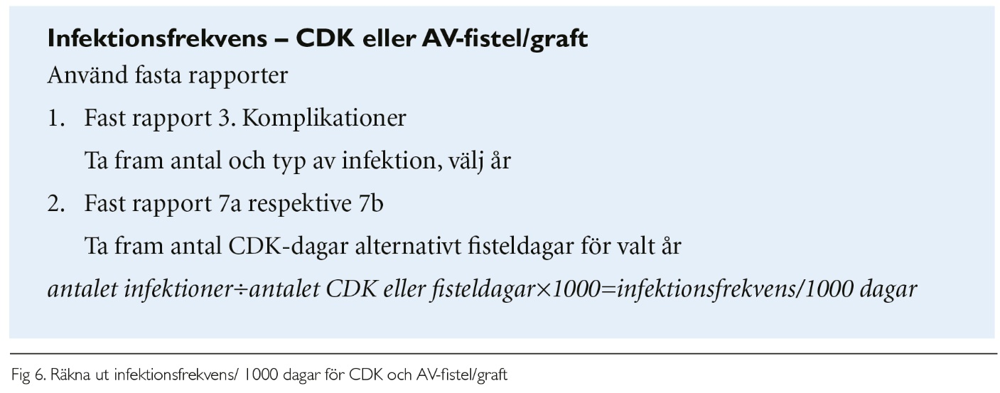 Infektionsfrekvens – CDK eller AV-fistel/graft
Använd fasta rapporter
1. Fast rapport 3. Komplikationer
Ta fram antal och typ av infektion, välj år
2. Fast rapport 7a respektive 7b
Ta fram antal CDK-dagar alternativt fisteldagar för valt år
antalet infektioner÷antalet CDK eller fisteldagar×1000=infektionsfrekvens/1000 dagar
Fig 6. Räkna ut infektionsfrekvens/ 1000 dagar för CDK och AV-fistel/graft